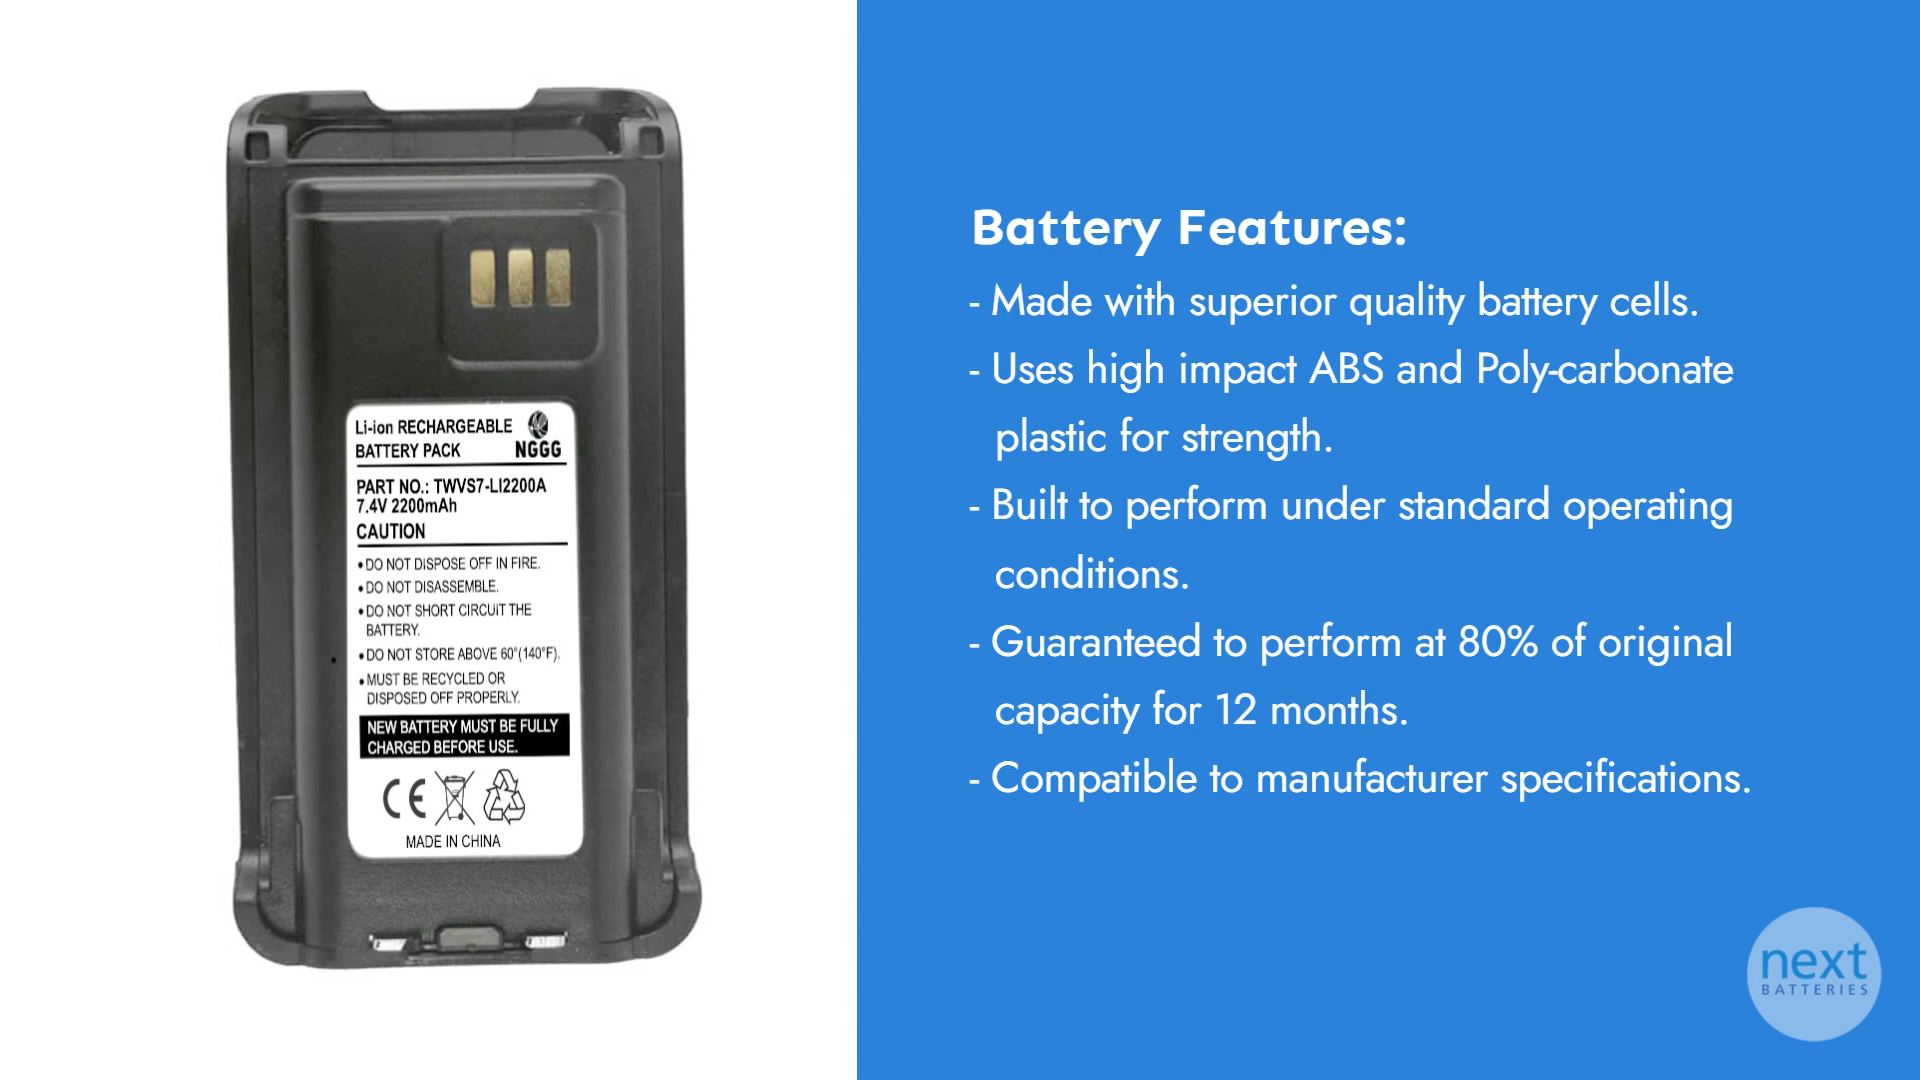 Li-ion RECHARGEABLE
BATTERY PACK
NGGG
PART NO.: TWVS7-LI2200A
7.4V 2200mAh
CAUTION
• DO NOT DISPOSE OFF IN FIRE.
• DO NOT DISASSEMBLE.
• DO NOT SHORT CIRCUIT THE
BATTERY.
• DO NOT STORE ABOVE 60°(140°F).
• MUST BE RECYCLED OR
DISPOSED OFF PROPERLY.
NEW BATTERY MUST BE FULLY
CHARGED BEFORE USE.
CE
MADE IN CHINA
Battery Features:
- Made with superior quality battery cells.
- Uses high impact ABS and Poly-carbonate
plastic for strength.
- Built to perform under standard operating
conditions.
- Guaranteed to perform at 80% of original
capacity for 12 months.
- Compatible to manufacturer specifications.
next
BATTERIES